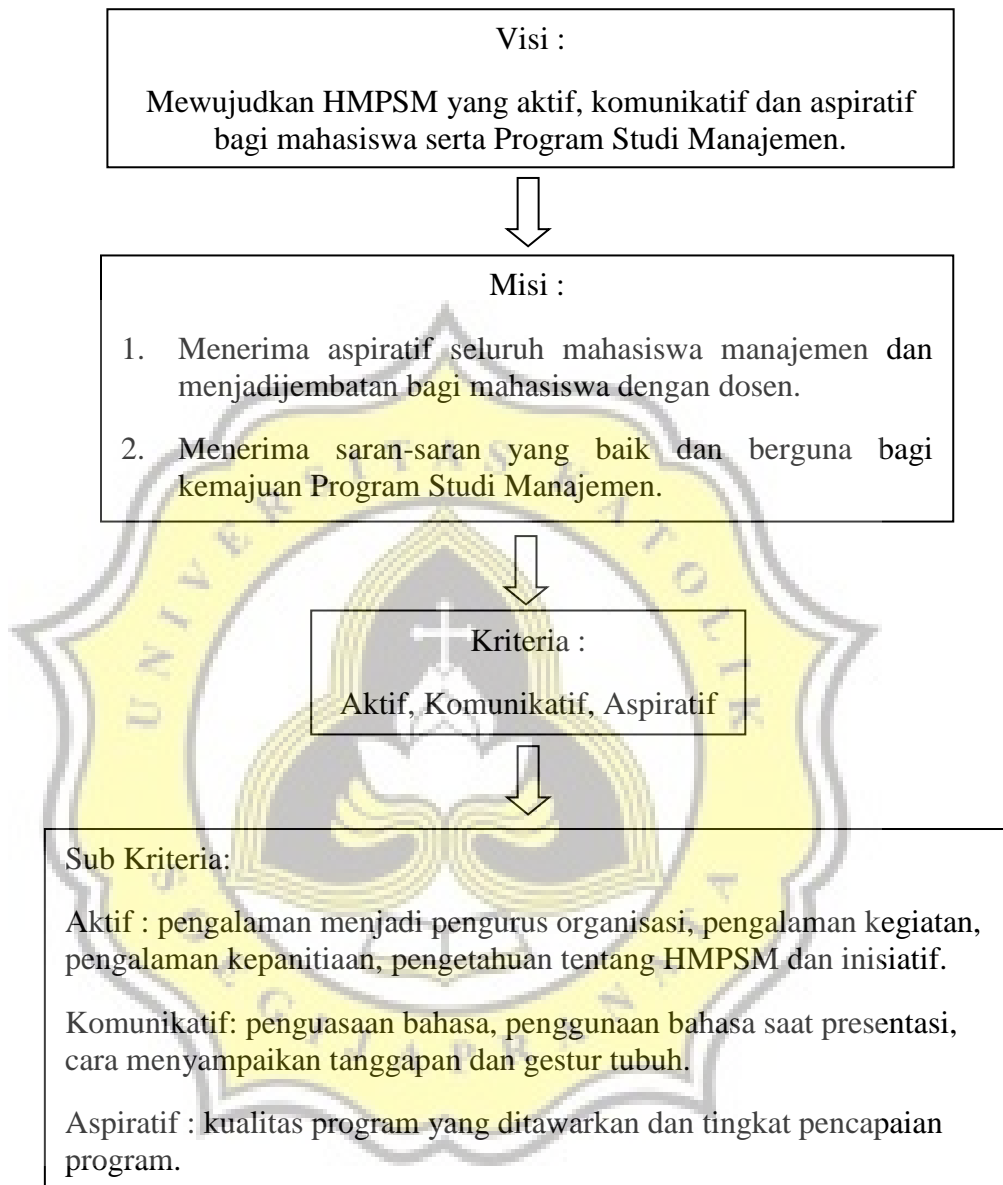 Visi :
Mewujudkan HMPSM yang aktif, komunikatif dan aspiratif
bagi mahasiswa serta Program Studi Manajemen.
Misi :
1. Menerima aspiratif seluruh mahasiswa manajemen dan
menjadijembatan bagi mahasiswa dengan dosen.
2. Menerima saran-saran yang baik dan berguna bagi
kemajuan Program Studi Manajemen.
Kriteria :
Aktif, Komunikatif, Aspiratif
Sub Kriteria:
Aktif : pengalaman menjadi pengurus organisasi, pengalaman kegiatan,
pengalaman kepanitiaan, pengetahuan tentang HMPSM dan inisiatif.
Komunikatif: penguasaan bahasa, penggunaan bahasa saat presentasi,
cara menyampaikan tanggapan dan gestur tubuh.
Aspiratif : kualitas program yang ditawarkan dan tingkat pencapaian
program.
UNIVERSITAS KATOLIK
SOEGIJAPRANATA